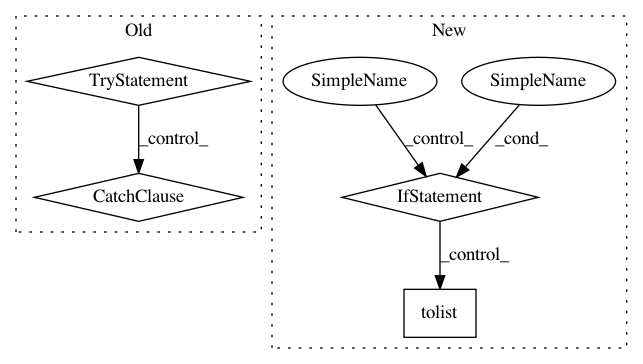 Old
New
TryStatement
SimpleName
SimpleName
_control_
_control_
_cond_
CatchClause
IfStatement
_control_
tolist